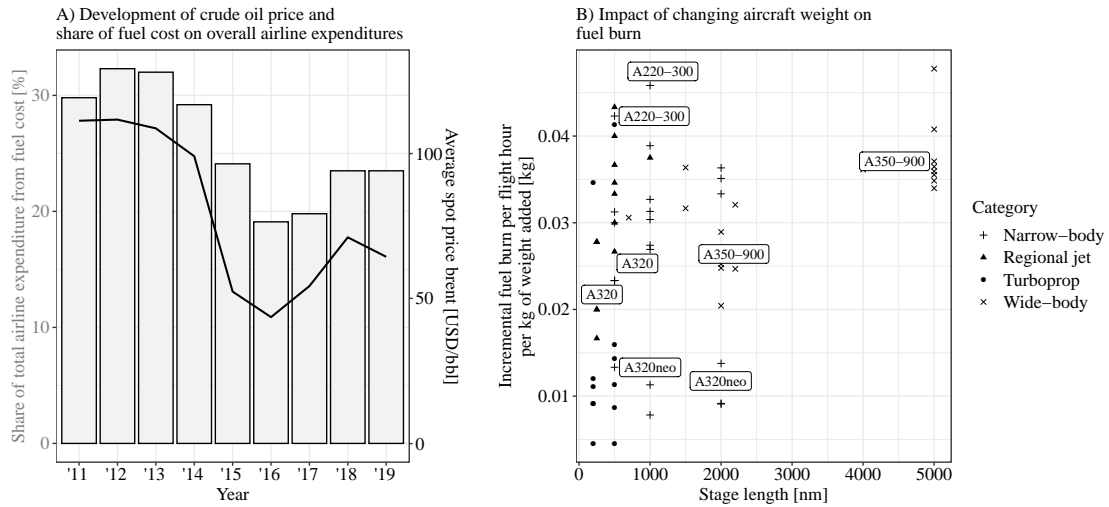 A) Development of crude oil price and
share of fuel cost on overall airline expenditures
Share of total airline expenditure from fuel cost [%]
30
20
10
0
100
50
0
Average spot price brent [USD/bbl]
'11 '12 '13 '14 '15 '16 '17 '18 '19
Year
B) Impact of changing aircraft weight on
fuel burn
Incremental fuel burn per flight hour
per kg of weight added [kg]
0.04
0.03
0.02
0.01
A220−300
A220−300
A350−900
A320
A350−900
A320
A320neo
A320neo
0 1000 2000 3000 4000 5000
Stage length [nm]
Category
Narrow−body
Regional jet
Turboprop
Wide−body